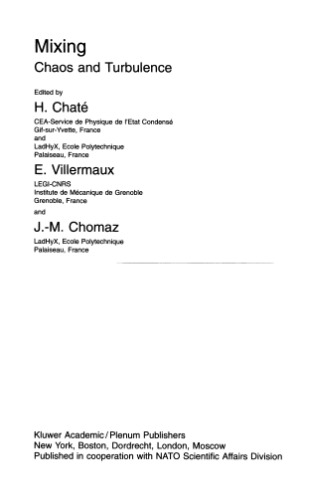 Mixing
Chaos and Turbulence
Edited by
H. Chaté
CEA-Service de Physique de l'Etat Condensé
Gif-sur-Yvette, France
and
LadHyX, Ecole Polytechnique
Palaiseau, France
E. Villermaux
LEGI-CNRS
Institute de Mécanique de Grenoble
Grenoble, France
and
J.-M. Chomaz
LadHyX, Ecole Polytechnique
Palaiseau, France
Kluwer Academic/Plenum Publishers
New York, Boston, Dordrecht, London, Moscow
Published in cooperation with NATO Scientific Affairs Division